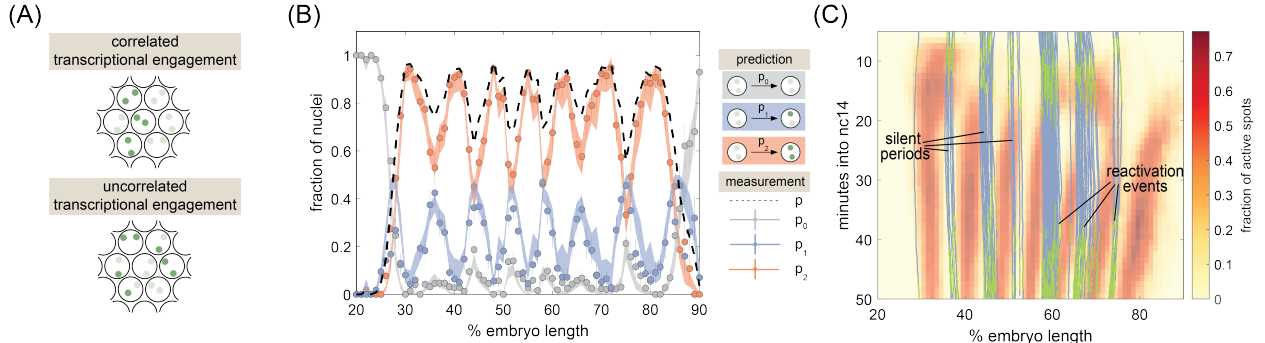 (A)
correlated
transcriptional engagement
uncorrelated
transcriptional engagement
(B)
fraction of nuclei
1
0.8
0.6
0.4
0.2
0
20 30 40 50 60 70 80 90
% embryo length
prediction
p0
p1
p2
measurement
p
p0
p1
p2
(C)
minutes into nc14
10
20
30
40
50
silent
periods
reactivation
events
20 40 60 80
% embryo length
0.7
0.6
0.5
0.4
0.3
0.2
0.1
0
fraction of active spots